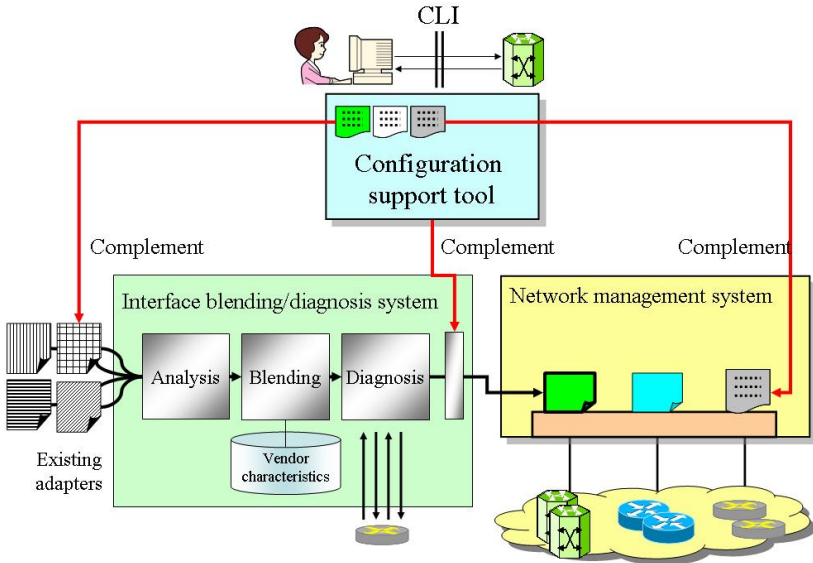 CLI
Configuration
support tool
Complement
Complement
Complement
Interface blending/diagnosis system
Network management system
Analysis
Blending
Diagnosis
Vendor
characteristics
Existing
adapters